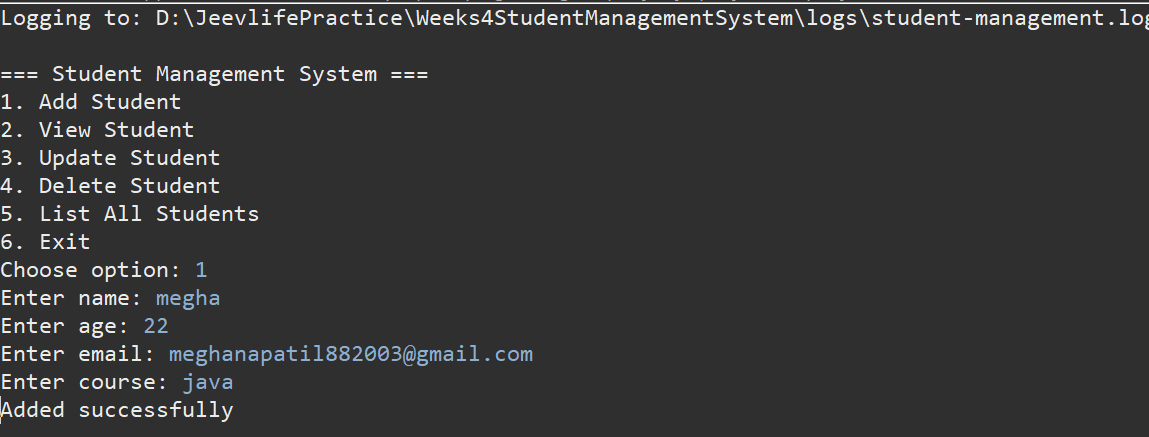 Logging to: D:\JeevlifePractice\Weeks4StudentManagementSystem\logs\student-management.log
=== Student Management System ===
1. Add Student
2. View Student
3. Update Student
4. Delete Student
5. List All Students
6. Exit
Choose option: 1
Enter name: megha
Enter age: 22
Enter email: meghanapatil882003@gmail.com
Enter course: java
Added successfully